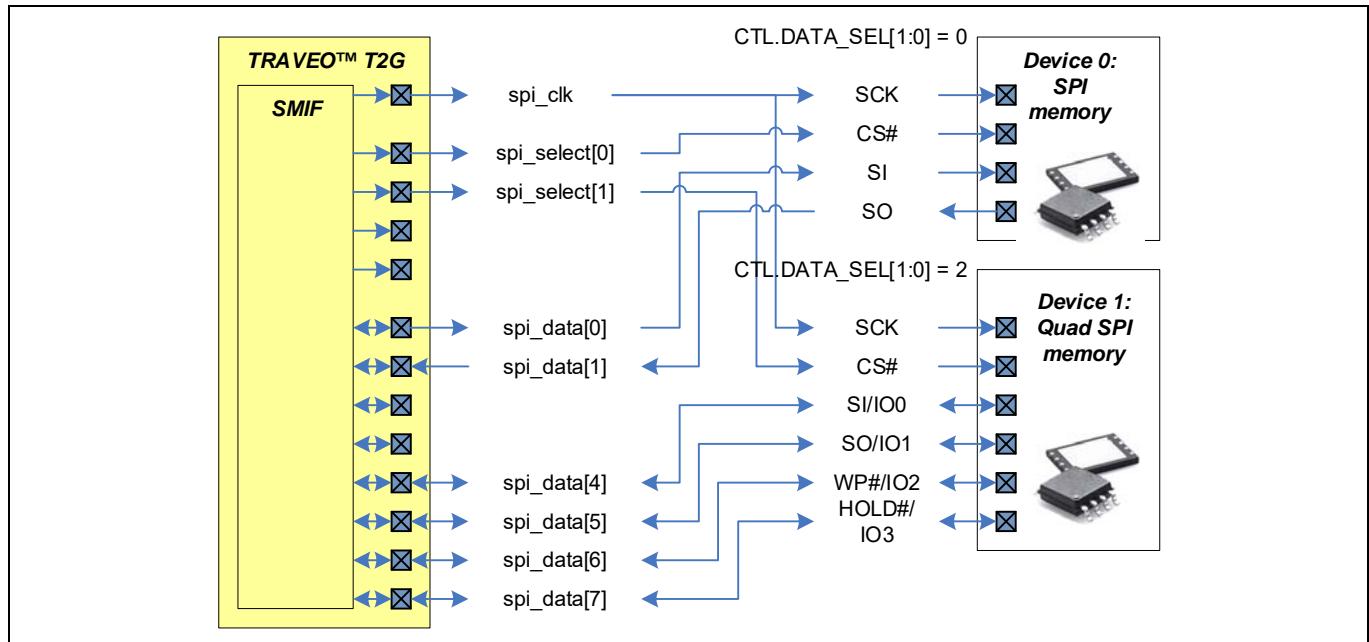 CTL.DATA_SEL[1:0] = 0
TRAVEO™ T2G
SMIF
spi_clk
spi_select[0]
spi_select[1]
spi_data[0]
spi_data[1]
spi_data[4]
spi_data[5]
spi_data[6]
spi_data[7]
SCK
CS#
SI
SO
Device 0:
SPI
memory
CTL.DATA_SEL[1:0] = 2
SCK
CS#
SI/IO0
SO/IO1
WP#/IO2
HOLD#/
IO3
Device 1:
Quad SPI
memory